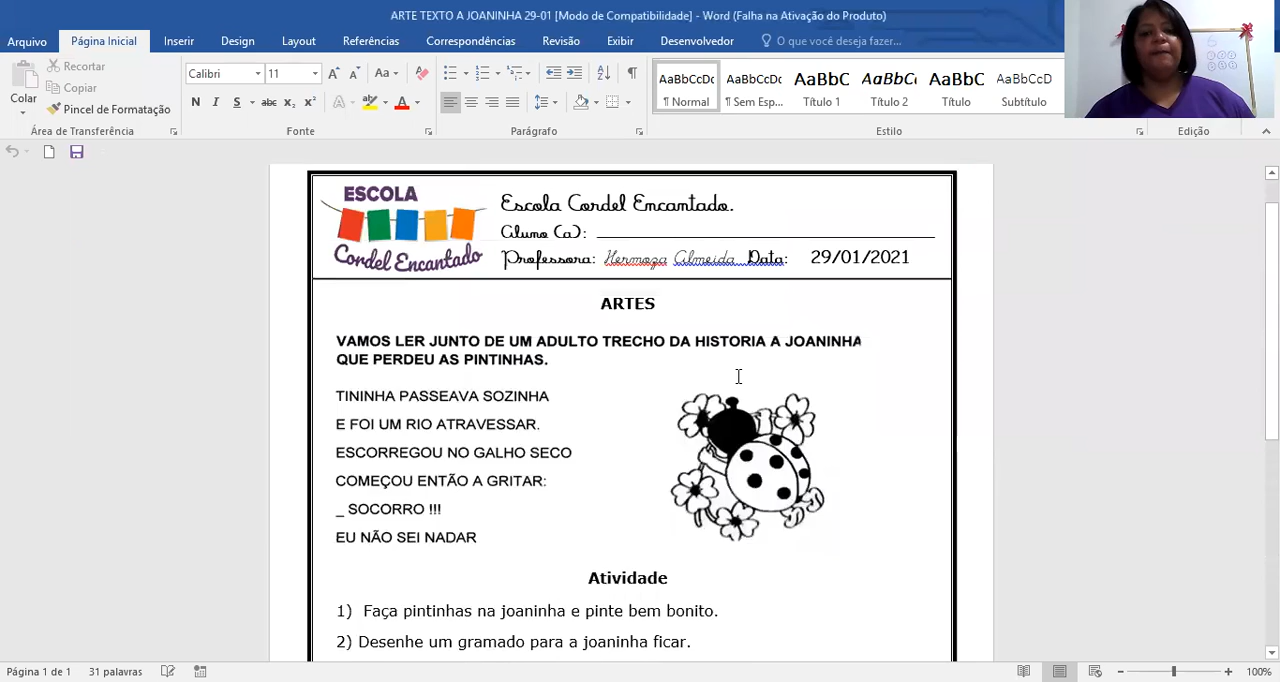 ARTE TEXTO A JOANINHA 29-01 [Modo de Compatibilidade] - Word (Falha na Ativação do Produto)
Arquivo Página Inicial Inserir Design Layout Referências Correspondências Revisão Exibir Desenvolvedor O que você deseja fazer...
Colar
Recortar
Copiar
Pincel de Formatação
Área de Transferência
Calibri 11
N I S abc x₂ x²
Fonte
Parágrafo
AaBbCcDc AaBbCcDc AaBbC AaBbC AaBbC AaBbCcD
¶ Normal ¶ Sem Esp... Título 1 Título 2 Título Subtítulo
Estilo
Edição
ESCOLA
Cordel Encantado
Escola Cordel Encantado.
Aluno (a):
Professora: Hermoza Almeida Data: 29/01/2021
ARTES
VAMOS LER JUNTO DE UM ADULTO TRECHO DA HISTORIA A JOANINHA
QUE PERDEU AS PINTINHAS.
TININHA PASSEAVA SOZINHA
E FOI UM RIO ATRAVESSAR.
ESCORREGOU NO GALHO SECO
COMEÇOU ENTÃO A GRITAR:
_ SOCORRO !!!
EU NÃO SEI NADAR
Atividade
1) Faça pintinhas na joaninha e pinte bem bonito.
2) Desenhe um gramado para a joaninha ficar.
Página 1 de 1 31 palavras
100%